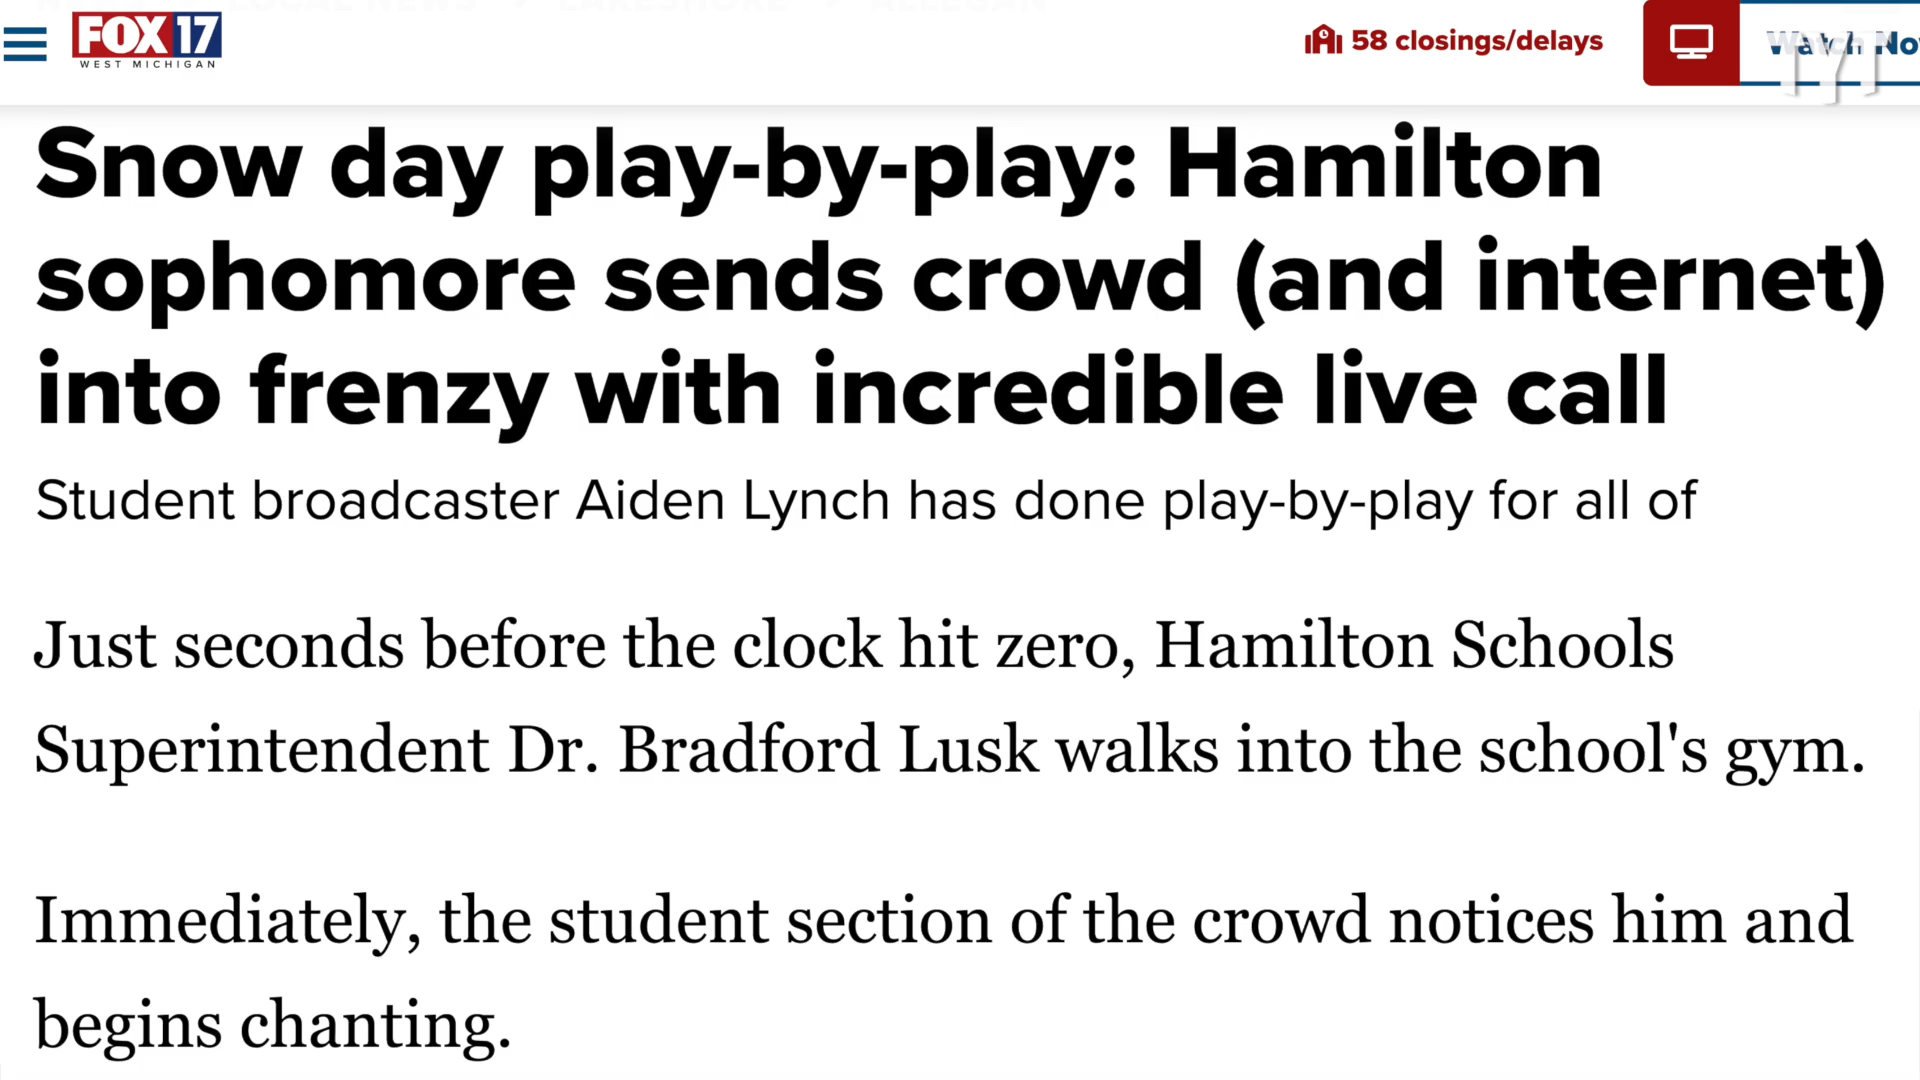 FOX 17
WEST MICHIGAN
58 closings/delays
Watch No
TYT
Snow day play-by-play: Hamilton
sophomore sends crowd (and internet)
into frenzy with incredible live call
Student broadcaster Aiden Lynch has done play-by-play for all of
Just seconds before the clock hit zero, Hamilton Schools
Superintendent Dr. Bradford Lusk walks into the school's gym.
Immediately, the student section of the crowd notices him and
begins chanting.